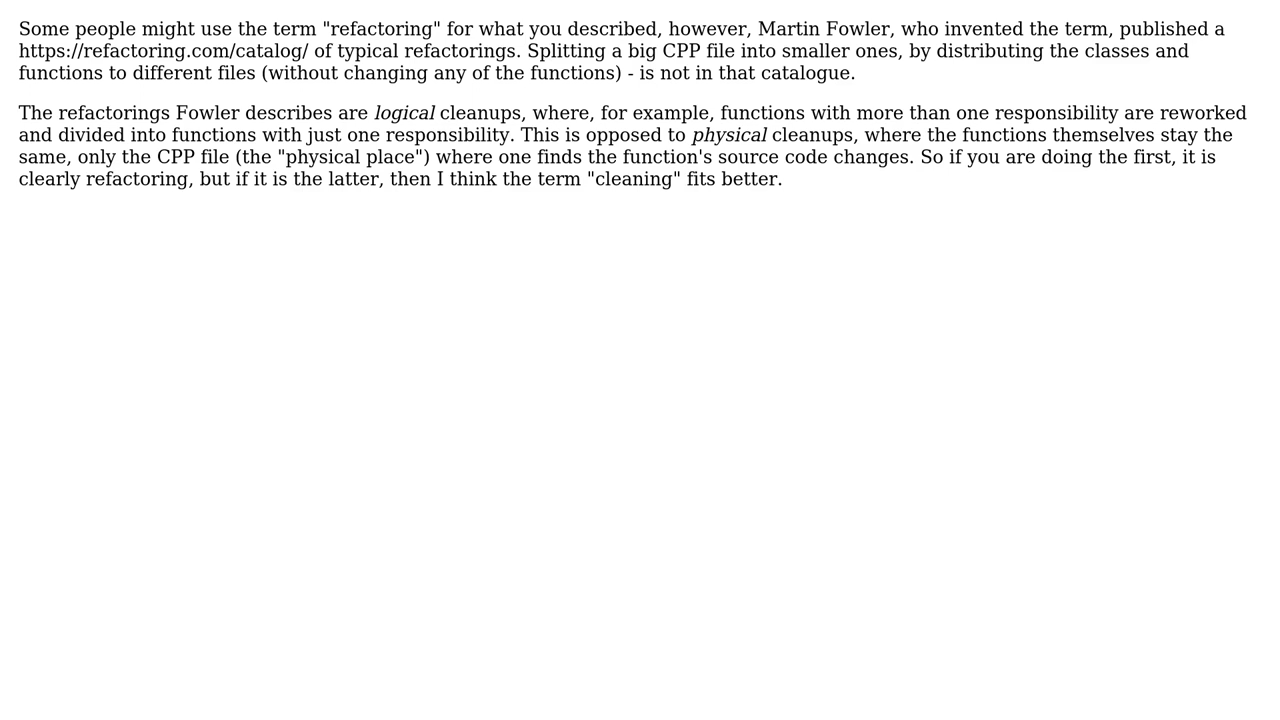 Some people might use the term "refactoring" for what you described, however, Martin Fowler, who invented the term, published a
https://refactoring.com/catalog/ of typical refactorings. Splitting a big CPP file into smaller ones, by distributing the classes and
functions to different files (without changing any of the functions) - is not in that catalogue.
The refactorings Fowler describes are logical cleanups, where, for example, functions with more than one responsibility are reworked
and divided into functions with just one responsibility. This is opposed to physical cleanups, where the functions themselves stay the
same, only the CPP file (the "physical place") where one finds the function's source code changes. So if you are doing the first, it is
clearly refactoring, but if it is the latter, then I think the term "cleaning" fits better.